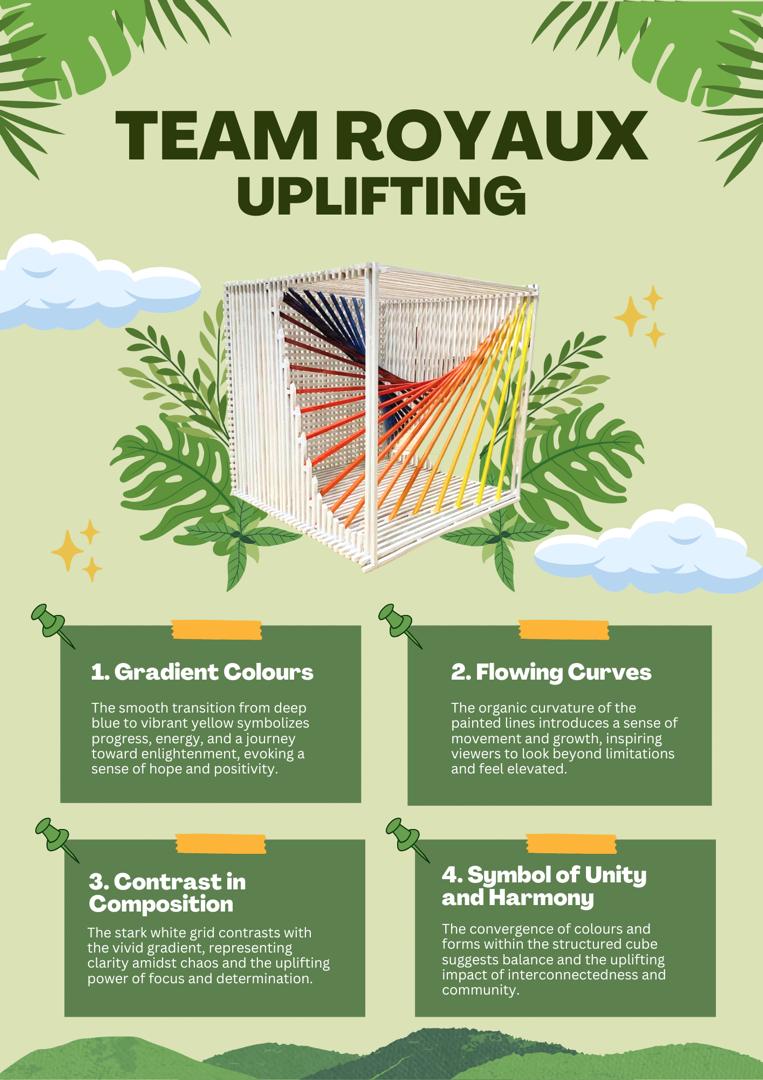 TEAM ROYAUX
UPLIFTING
1. Gradient Colours
The smooth transition from deep
blue to vibrant yellow symbolizes
progress, energy, and a journey
toward enlightenment, evoking a
sense of hope and positivity.
2. Flowing Curves
The organic curvature of the
painted lines introduces a sense of
movement and growth, inspiring
viewers to look beyond limitations
and feel elevated.
3. Contrast in
Composition
The stark white grid contrasts with
the vivid gradient, representing
clarity amidst chaos and the uplifting
power of focus and determination.
4. Symbol of Unity
and Harmony
The convergence of colours and
forms within the structured cube
suggests balance and the uplifting
impact of interconnectedness and
community.